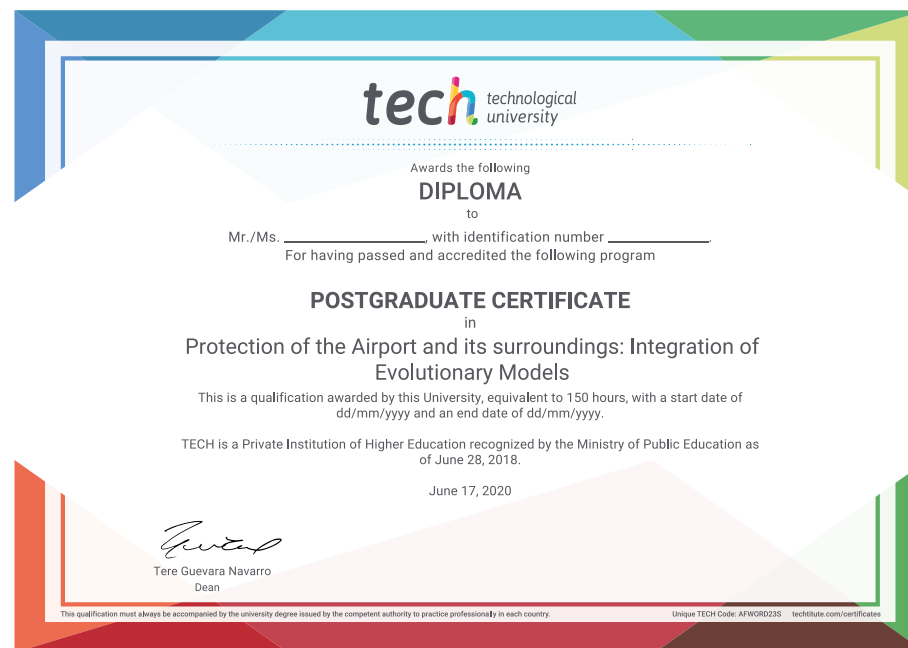 tech technological
university
Awards the following
DIPLOMA
to
Mr./Ms. ____________________, with identification number ______________.
For having passed and accredited the following program
POSTGRADUATE CERTIFICATE
in
Protection of the Airport and its surroundings: Integration of
Evolutionary Models
This is a qualification awarded by this University, equivalent to 150 hours, with a start date of
dd/mm/yyyy and an end date of dd/mm/yyyy.
TECH is a Private Institution of Higher Education recognized by the Ministry of Public Education as
of June 28, 2018.
June 17, 2020
Tere Guevara Navarro
Dean
This qualification must always be accompanied by the university degree issued by the competent authority to practice professionally in each country. Unique TECH Code: AFWORD23S techtitute.com/certificates